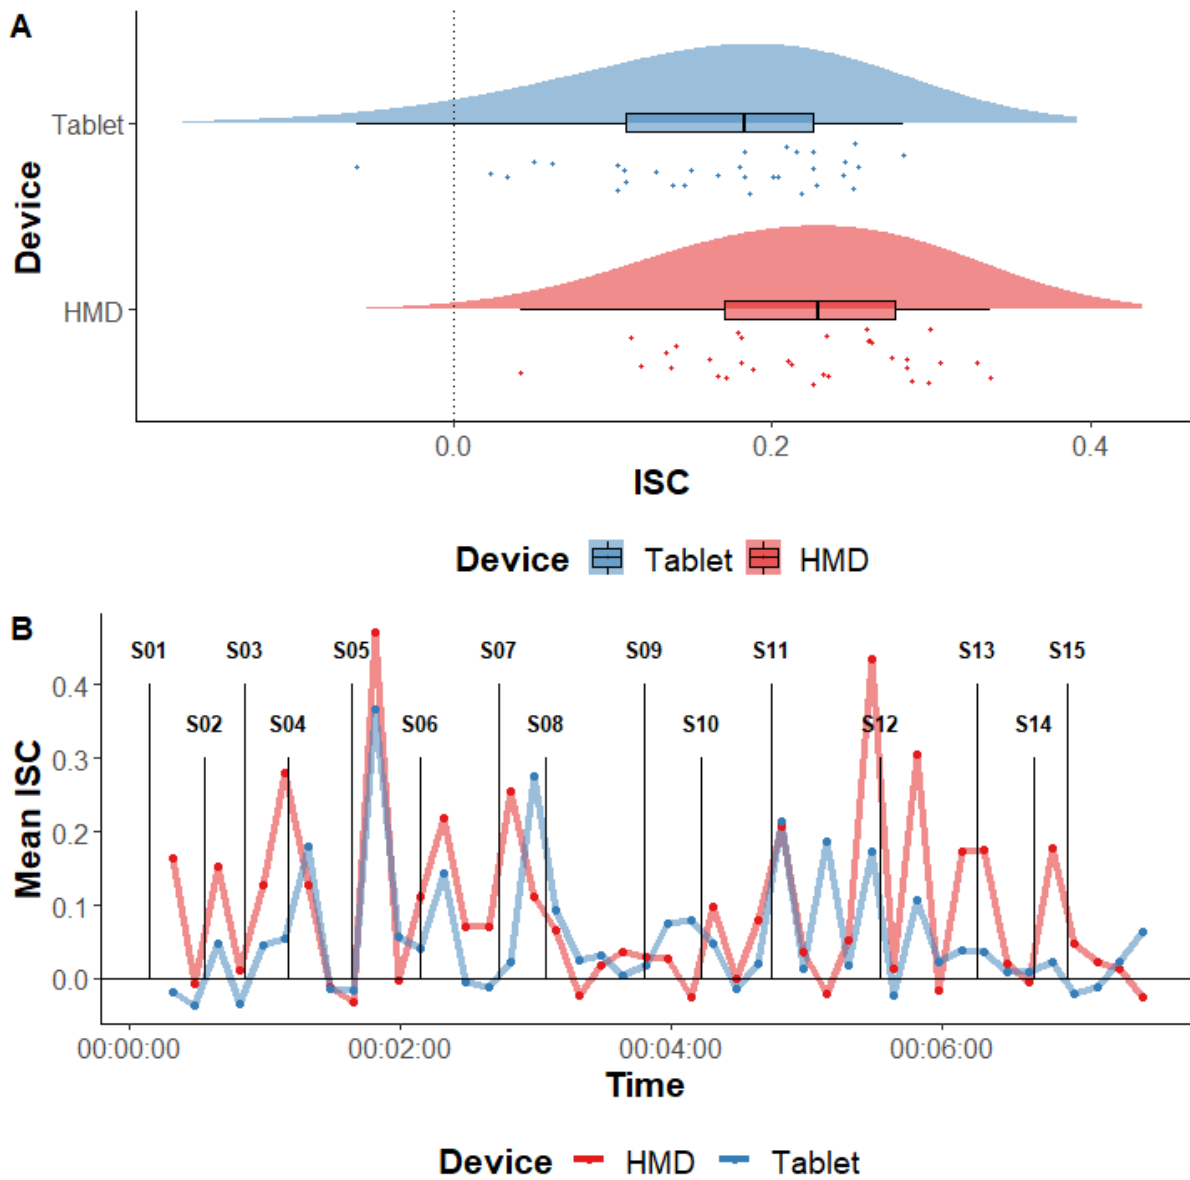 A
Tablet
HMD
Device
0.0 0.2 0.4
ISC
Device Tablet HMD
B
S01 S03 S05 S07 S09 S11 S13 S15
S02 S04 S06 S08 S10 S12 S14
0.4
0.3
0.2
0.1
0.0
Mean ISC
00:00:00 00:02:00 00:04:00 00:06:00
Time
Device HMD Tablet